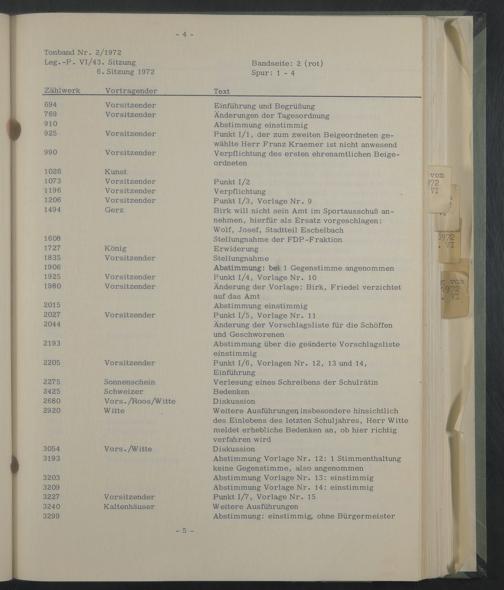 - 4 -
Tonband Nr. 2/1972
Leg.-P. VI/43. Sitzung Bandseite: 2 (rot)
6. Sitzung 1972 Spur: 1 - 4
Zählwerk Vortragender Text
694 Vorsitzender Einführung und Begrüßung
769 Vorsitzender Änderungen der Tagesordnung
910 Abstimmung einstimmig
925 Vorsitzender Punkt I/1, der zum zweiten Beigeordneten ge-
wählte Herr Franz Kraemer ist nicht anwesend
990 Vorsitzender Verpflichtung des ersten ehrenamtlichen Beige-
ordneten
1026 Kunst
1073 Vorsitzender Punkt I/2
1196 Vorsitzender Verpflichtung
1206 Vorsitzender Punkt I/3, Vorlage Nr. 9
1494 Gerz Birk will nicht sein Amt im Sportausschuß an-
nehmen, hierfür als Ersatz vorgeschlagen:
Wolf, Josef, Stadtteil Eschelbach
1608 Stellungnahme der FDP-Fraktion
1727 König Erwiderung
1835 Vorsitzender Stellungnahme
1906 Abstimmung: bei 1 Gegenstimme angenommen
1925 Vorsitzender Punkt I/4, Vorlage Nr. 10
1980 Vorsitzender Änderung der Vorlage: Birk, Friedel verzichtet
auf das Amt
2015 Abstimmung einstimmig
2027 Vorsitzender Punkt I/5, Vorlage Nr. 11
2044 Änderung der Vorschlagsliste für die Schöffen
und Geschworenen
2193 Abstimmung über die geänderte Vorschlagsliste
einstimmig
2205 Vorsitzender Punkt I/6, Vorlagen Nr. 12, 13 und 14,
Einführung
2275 Sonnenschein Verlesung eines Schreibens der Schulrätin
2425 Schweizer Bedenken
2680 Vors./Roos/Witte Diskussion
2920 Witte Weitere Ausführungen insbesondere hinsichtlich
des Einlebens des letzten Schuljahres, Herr Witte
meldet erhebliche Bedenken an, ob hier richtig
verfahren wird
3054 Vors./Witte Diskussion
3193 Abstimmung Vorlage Nr. 12: 1 Stimmenthaltung
keine Gegenstimme, also angenommen
3203 Abstimmung Vorlage Nr. 13: einstimmig
3209 Abstimmung Vorlage Nr. 14: einstimmig
3227 Vorsitzender Punkt I/7, Vorlage Nr. 15
3240 Kaltenhäuser Weitere Ausführungen
3299 Abstimmung: einstimmig, ohne Bürgermeister
- 5 -
vom
972
VI